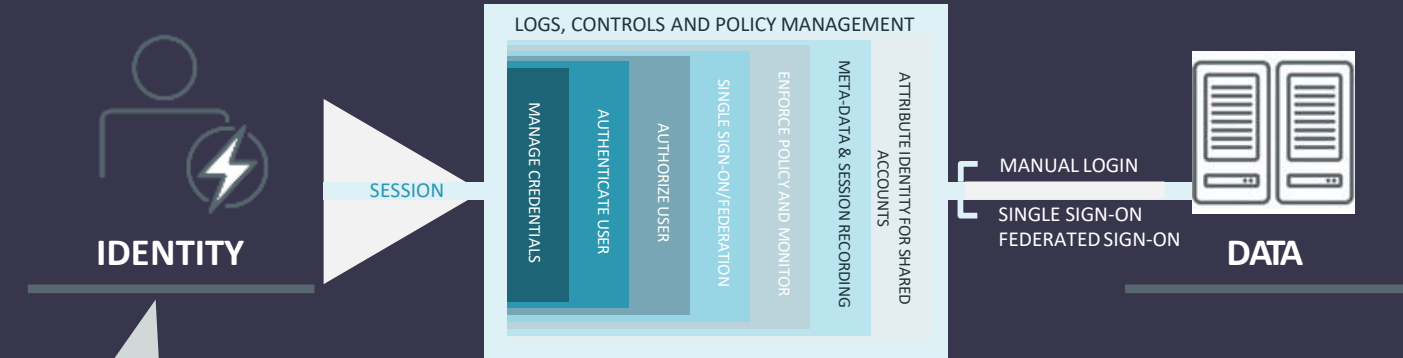 LOGS, CONTROLS AND POLICY MANAGEMENT
IDENTITY
SESSION
MANAGE CREDENTIALS
AUTHENTICATE USER
AUTHORIZE USER
SINGLE SIGN-ON/FEDERATION
ENFORCE POLICY AND MONITOR
META-DATA & SESSION RECORDING
ATTRIBUTE IDENTITY FOR SHARED
ACCOUNTS
MANUAL LOGIN
SINGLE SIGN-ON
FEDERATED SIGN-ON
DATA